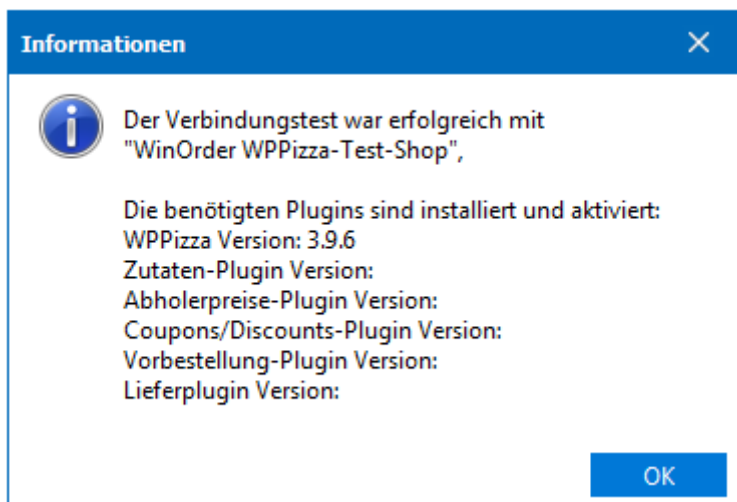 Informationen
Der Verbindungstest war erfolgreich mit
"WinOrder WPPizza-Test-Shop",
Die benötigten Plugins sind installiert und aktiviert:
WPPizza Version: 3.9.6
Zutaten-Plugin Version:
Abholerpreise-Plugin Version:
Coupons/Discounts-Plugin Version:
Vorbestellung-Plugin Version:
Lieferplugin Version:
OK